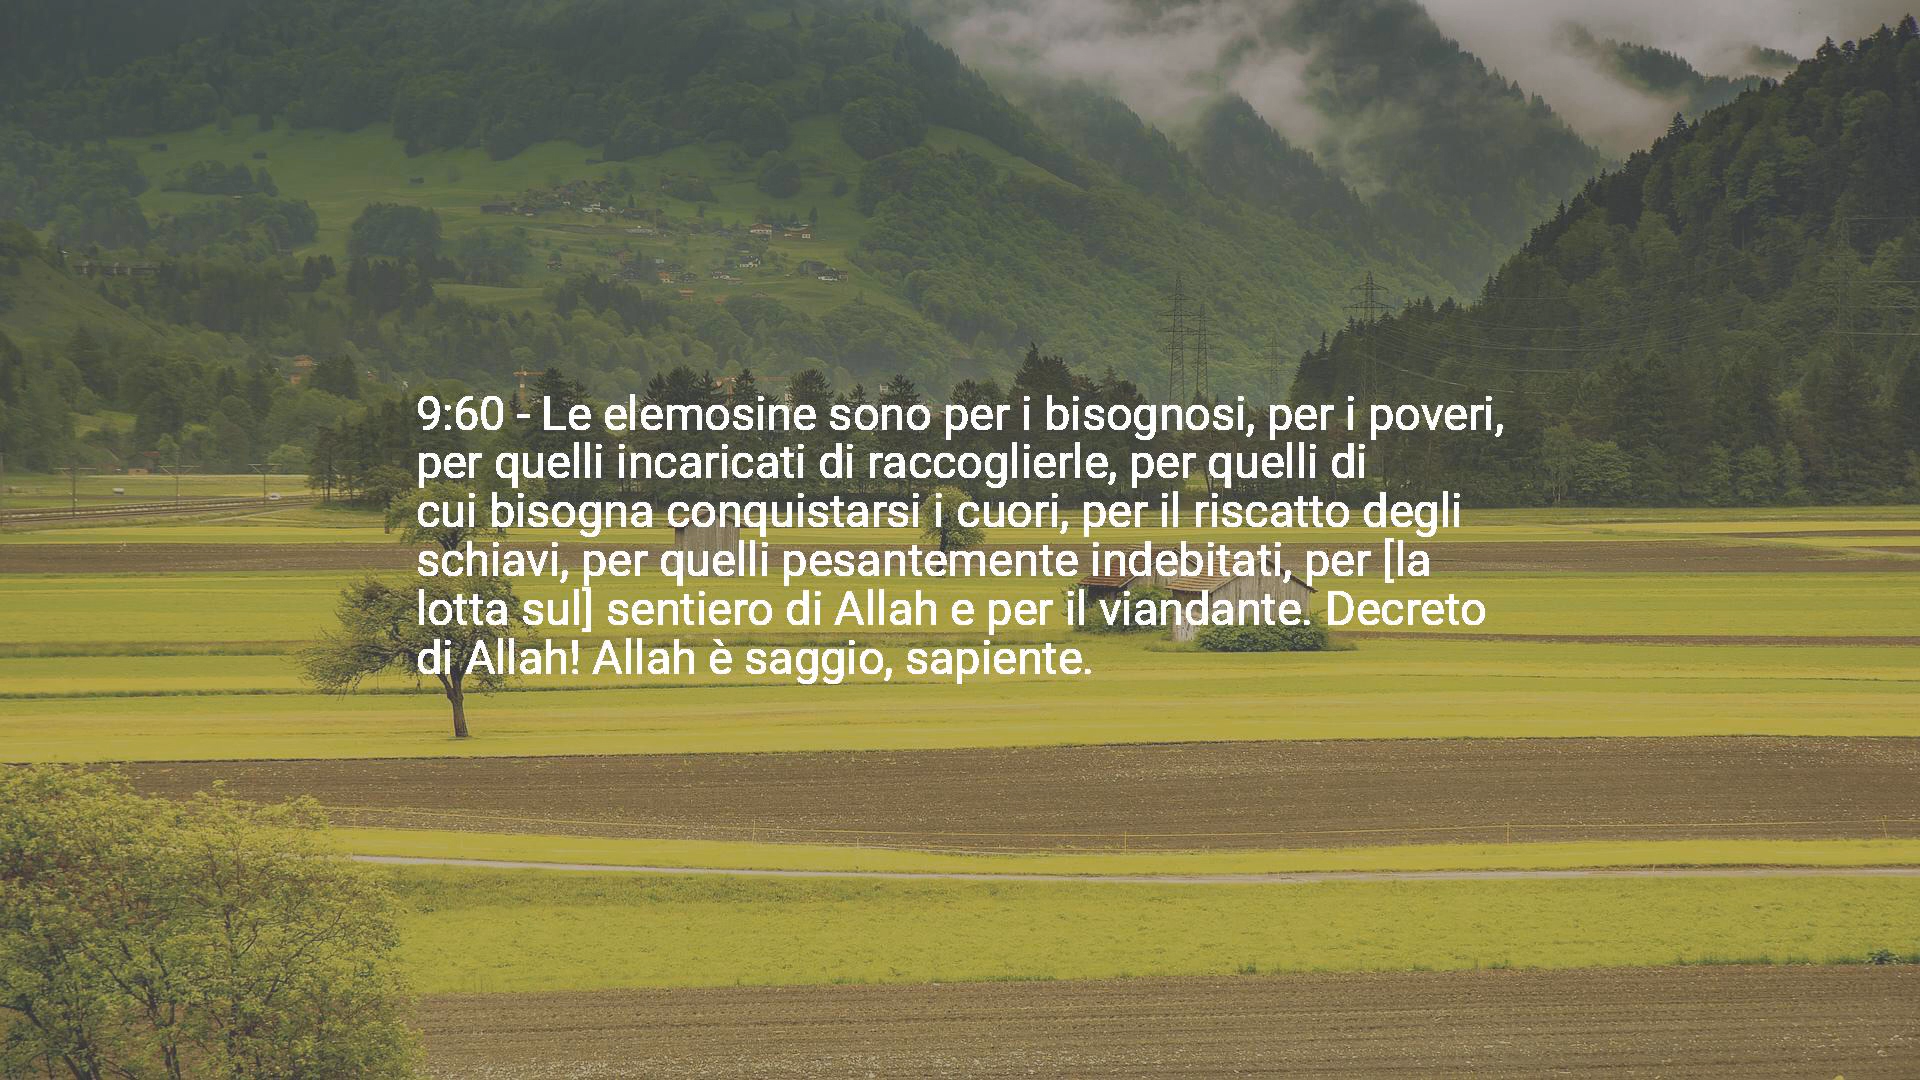 9:60 - Le elemosine sono per i bisognosi, per i poveri,
per quelli incaricati di raccoglierle, per quelli di
cui bisogna conquistarsi i cuori, per il riscatto degli
schiavi, per quelli pesantemente indebitati, per [la
lotta sul] sentiero di Allah e per il viandante. Decreto
di Allah! Allah è saggio, sapiente.